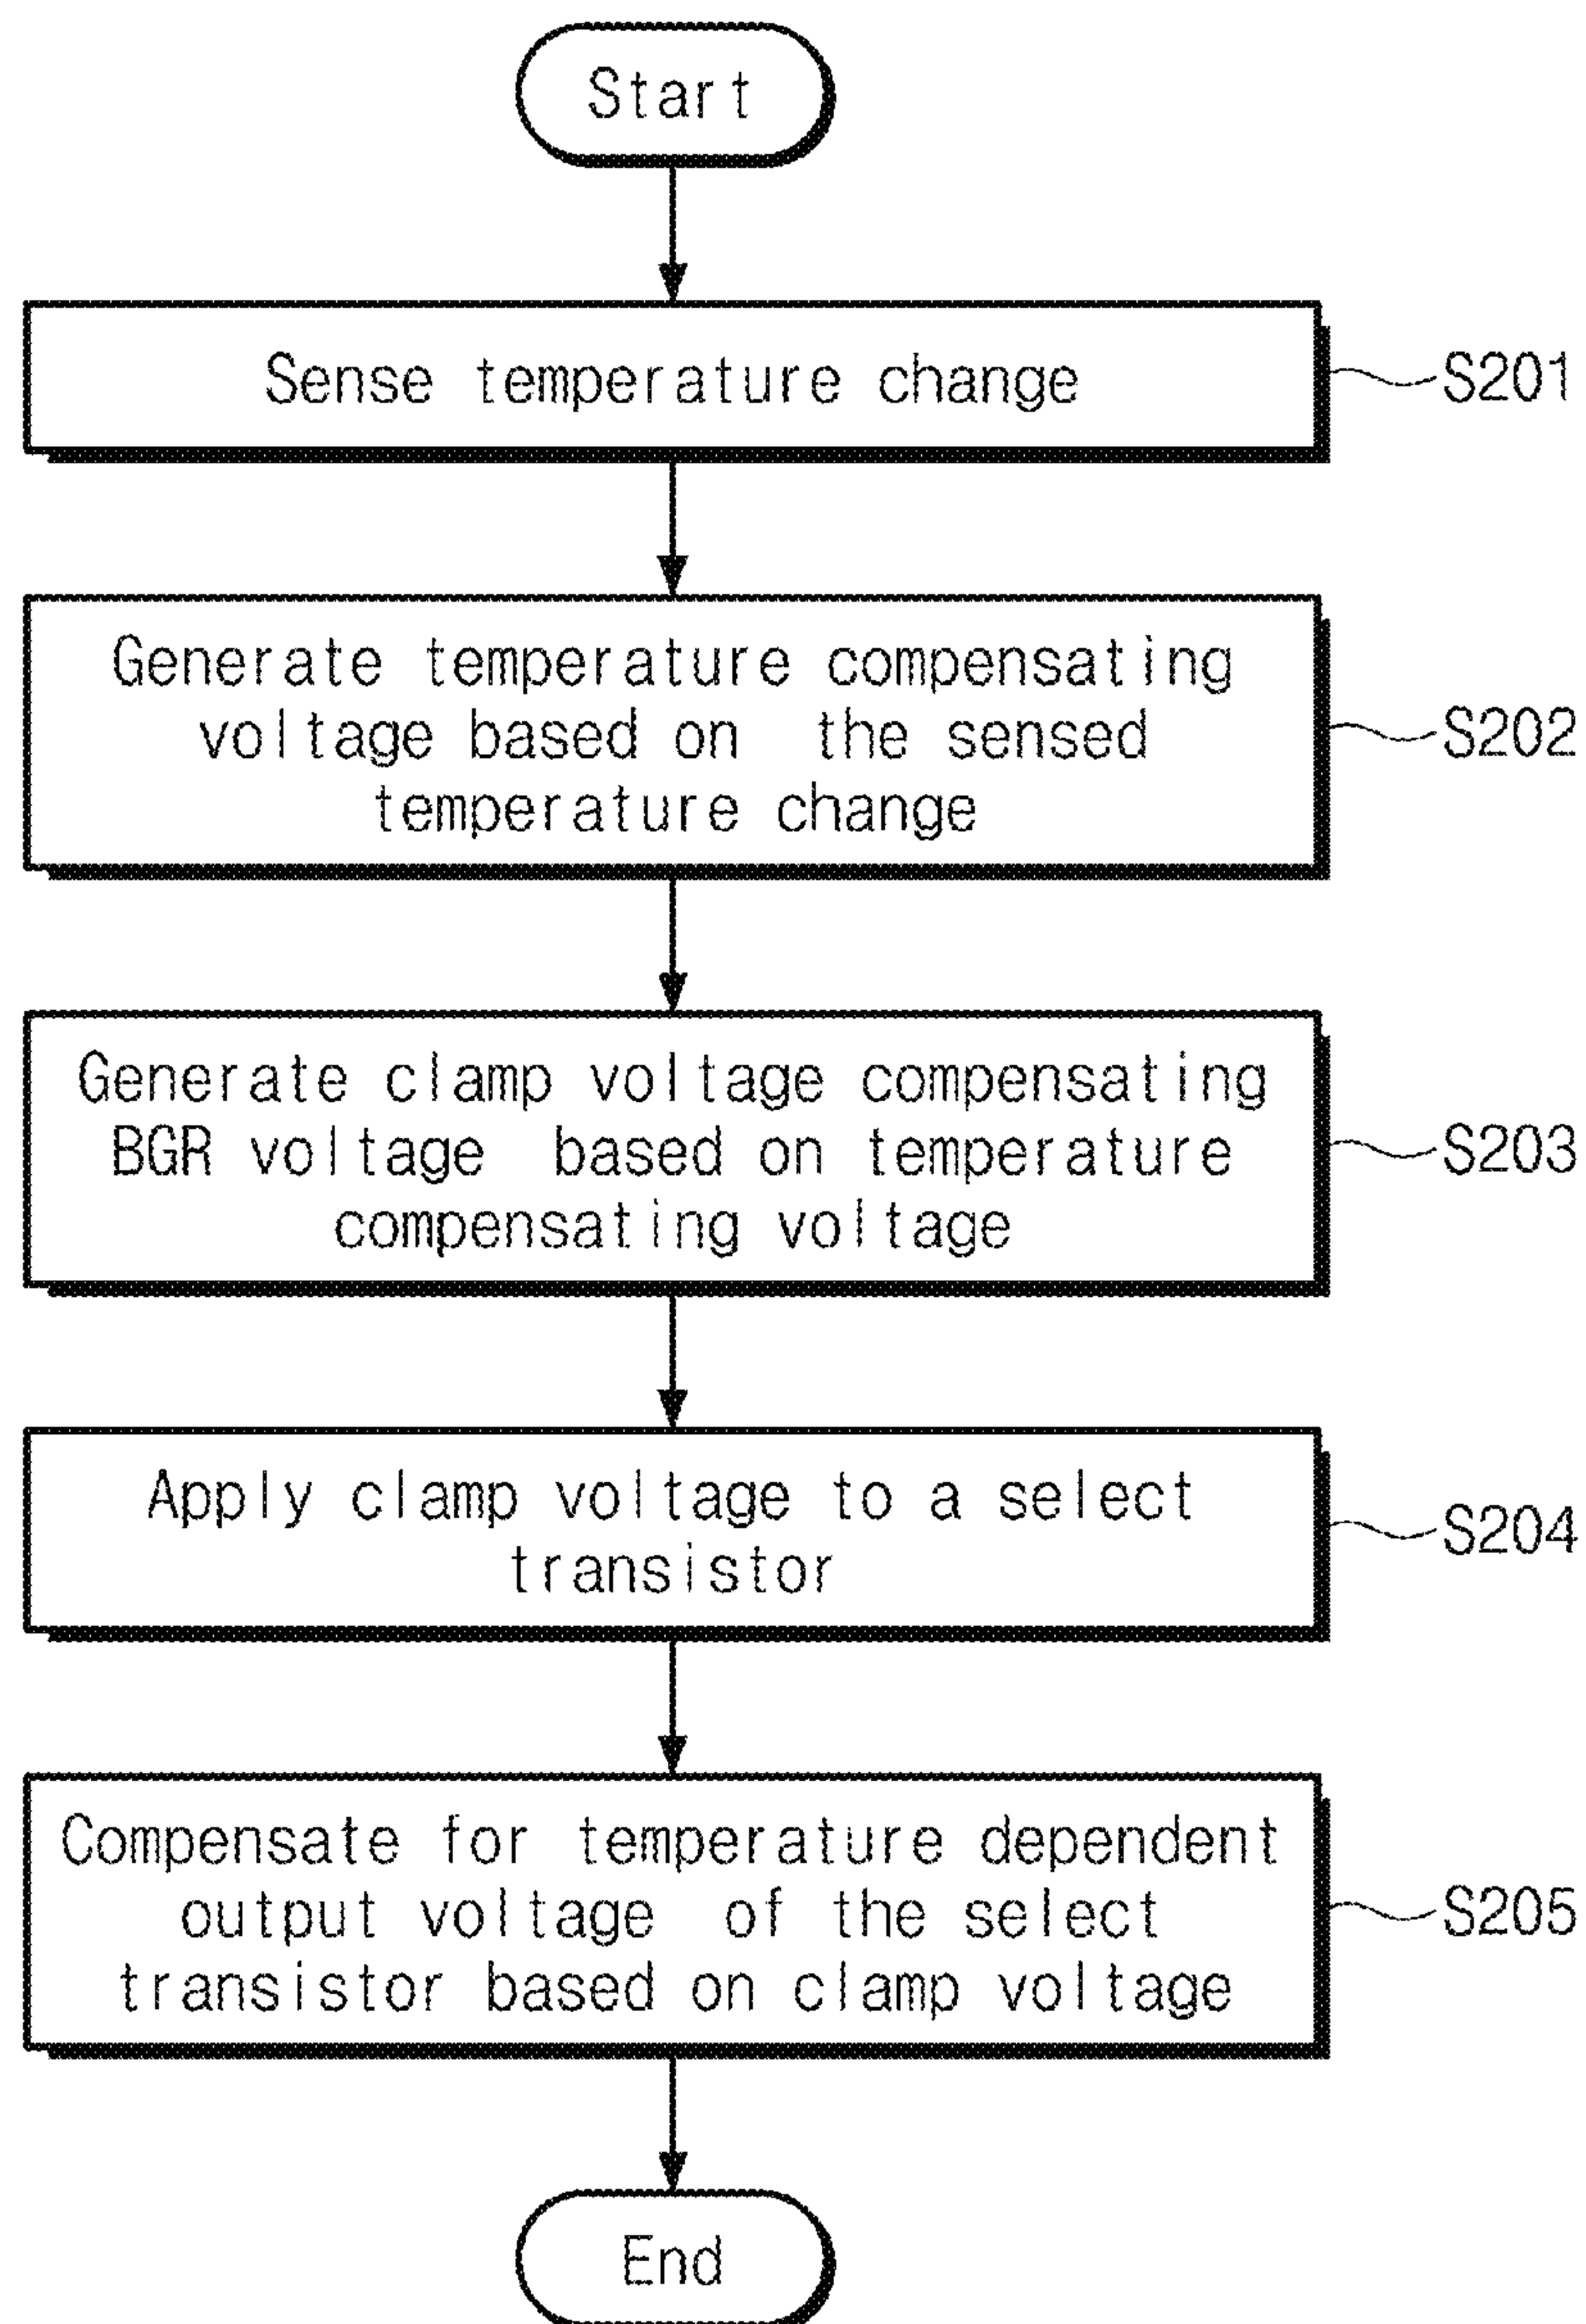 Start
Sense temperature change
S201
Generate temperature compensating
voltage based on the sensed
temperature change
S202
Generate clamp voltage compensating
BGR voltage based on temperature
compensating voltage
S203
Apply clamp voltage to a select
transistor
S204
Compensate for temperature dependent
output voltage of the select
transistor based on clamp voltage
S205
End